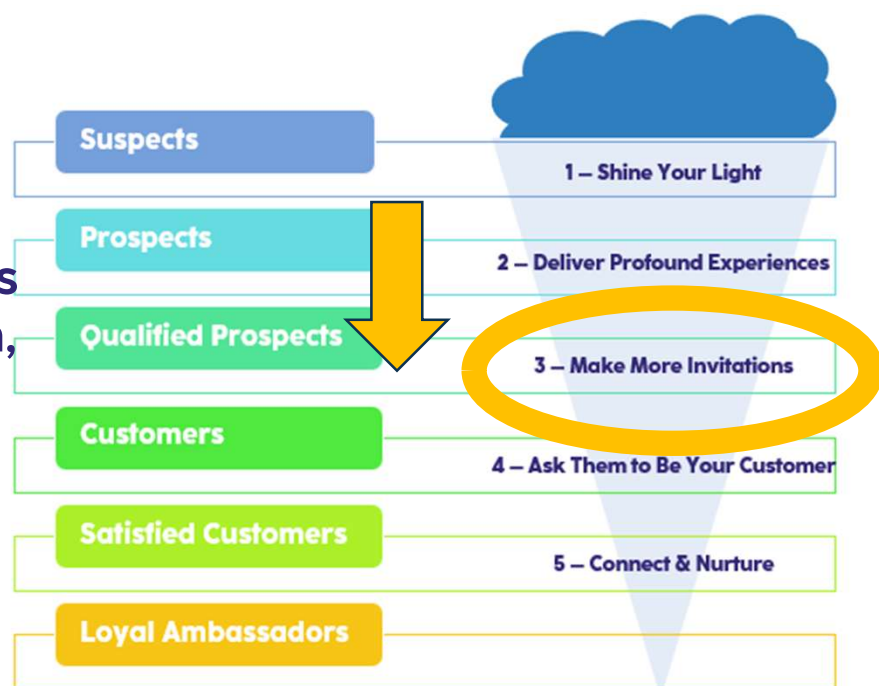 Suspects
1 – Shine Your Light
Prospects
2 – Deliver Profound Experiences
Qualified Prospects
3 – Make More Invitations
Customers
4 – Ask Them to Be Your Customer
Satisfied Customers
5 – Connect & Nurture
Loyal Ambassadors